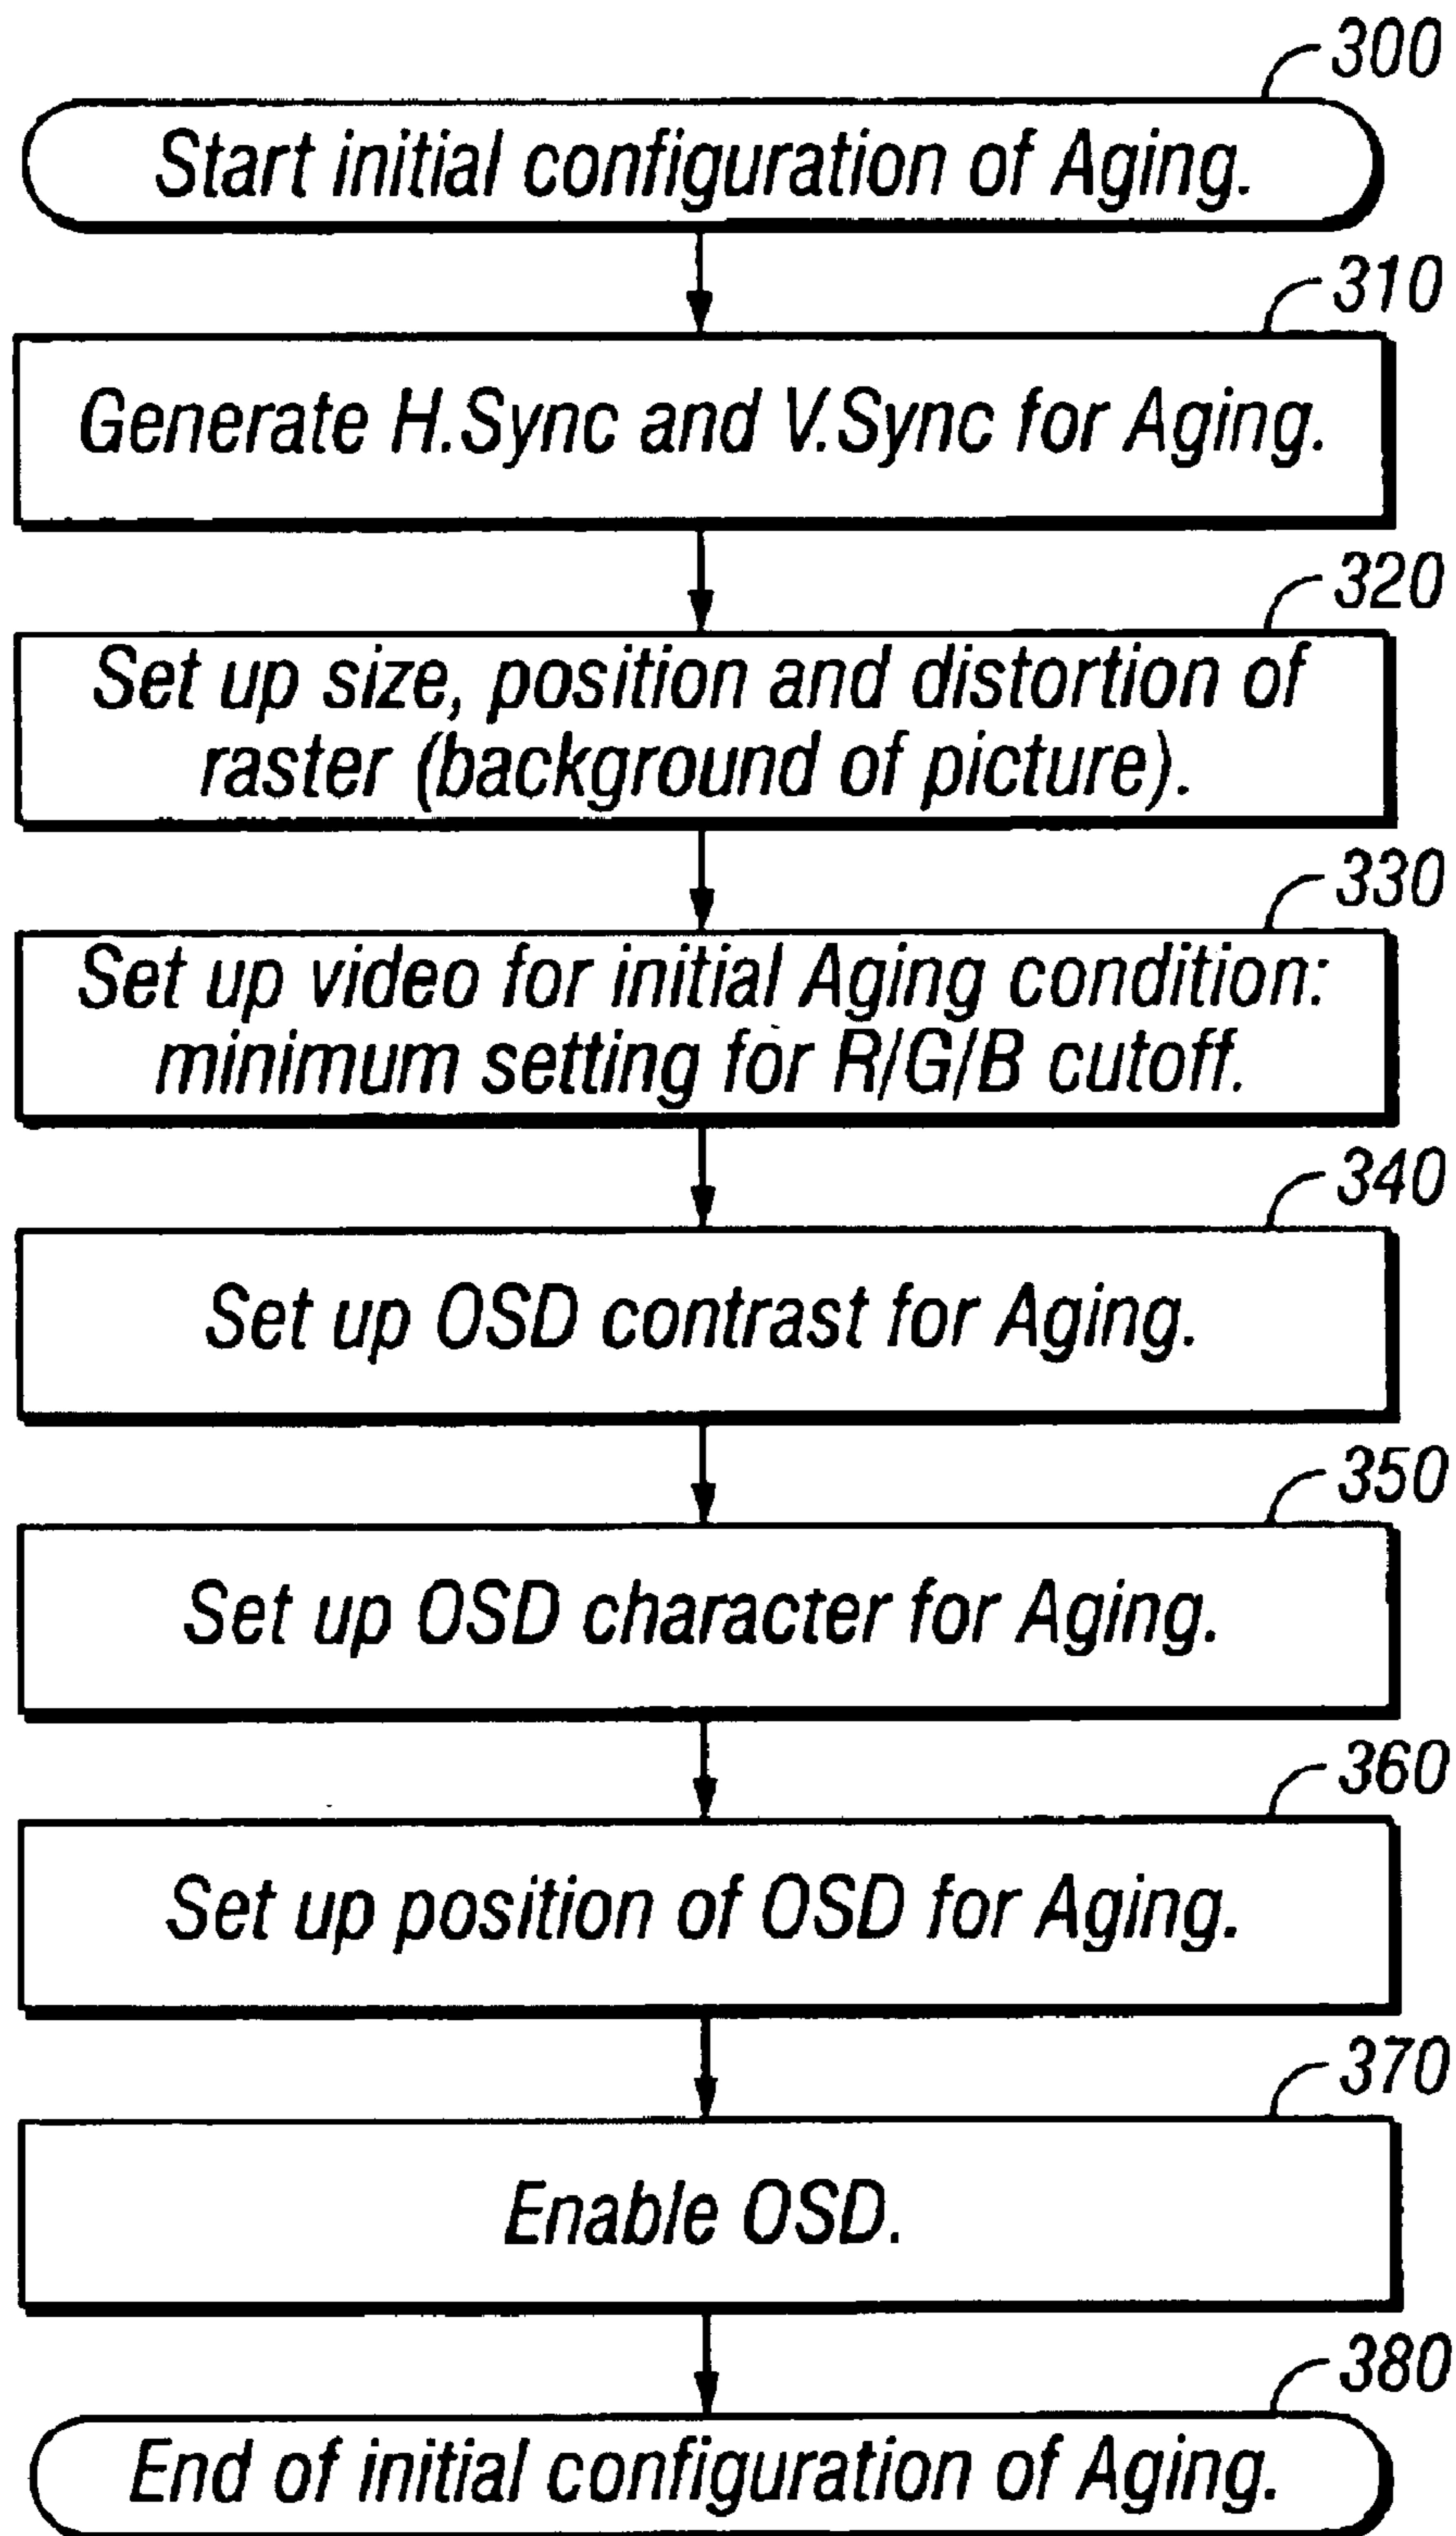 300
Start initial configuration of Aging.
310
Generate H.Sync and V.Sync for Aging.
320
Set up size, position and distortion of
raster (background of picture).
330
Set up video for initial Aging condition:
minimum setting for R/G/B cutoff.
340
Set up OSD contrast for Aging.
350
Set up OSD character for Aging.
360
Set up position of OSD for Aging.
370
Enable OSD.
380
End of initial configuration of Aging.